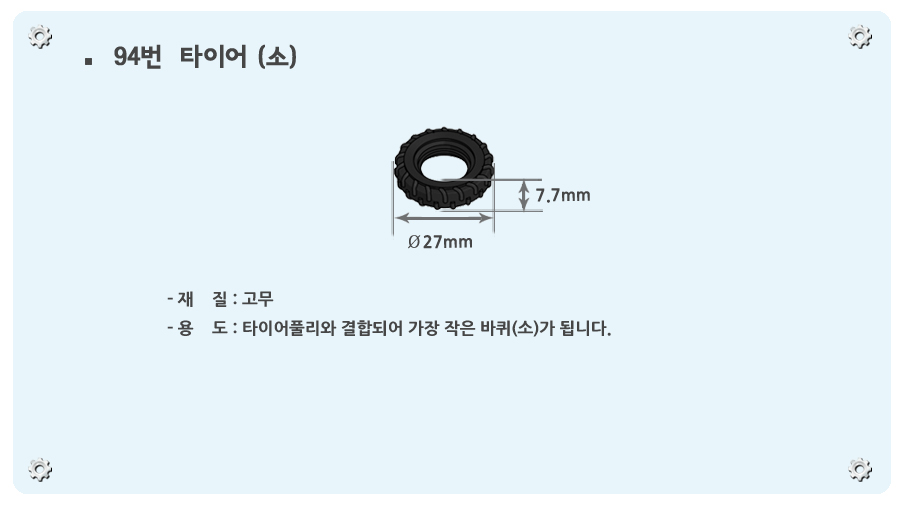 ▪ 94번 타이어 (소)
7.7mm
Ø27mm
- 재 질 : 고무
- 용 도 : 타이어풀리와 결합되어 가장 작은 바퀴(소)가 됩니다.